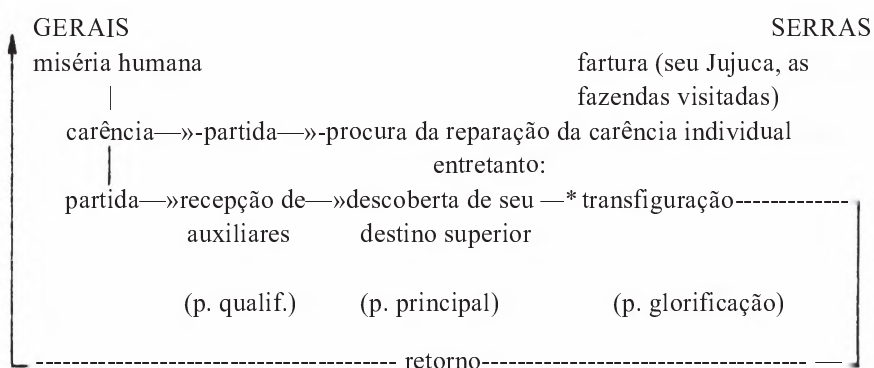 GERAIS SERRAS
miséria humana fartura (seu Jujuca, as
fazendas visitadas)
carência—»-partida—»-procura da reparação da carência individual
entretanto:
partida—»recepção de—»descoberta de seu —* transfiguração-------------
auxiliares destino superior
(p. qualif.) (p. principal) (p. glorificação)
-------------------------------------- retorno---------------------------------- —